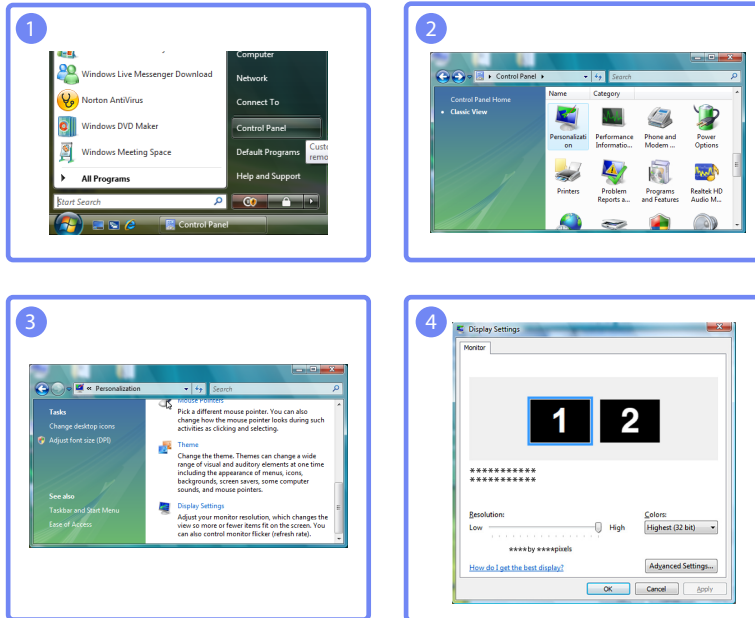 1
Computer
Windows Live Messenger Download
Network
Norton AntiVirus
Connect To
Windows DVD Maker
Control Panel
Windows Meeting Space
Default Programs
Custo
remo
All Programs
Help and Support
Start Search
Control Panel
2
Control Panel
Search
Control Panel Home
Classic View
Name Category
Personalizati
on
Performance
Informatio...
Phone and
Modem ...
Power
Options
Printers
Problem
Reports a...
Programs
and Features
Realtek HD
Audio M...
3
« Personalization
Search
Tasks
Change desktop icons
Adjust font size (DPI)
See also
Taskbar and Start Menu
Ease of Access
Mouse Pointers
Pick a different mouse pointer. You can also
change how the mouse pointer looks during such
activities as clicking and selecting.
Theme
Change the theme. Themes can change a wide
range of visual and auditory elements at one time
including the appearance of menus, icons,
backgrounds, screen savers, some computer
sounds, and mouse pointers.
Display Settings
Adjust your monitor resolution, which changes the
view so more or fewer items fit on the screen. You
can also control monitor flicker (refresh rate).
4
Display Settings
Monitor
1 2
***********
***********
Resolution:
Low High
****by ****pixels
Colors:
Highest (32 bit)
How do I get the best display?
Advanced Settings...
OK Cancel Apply